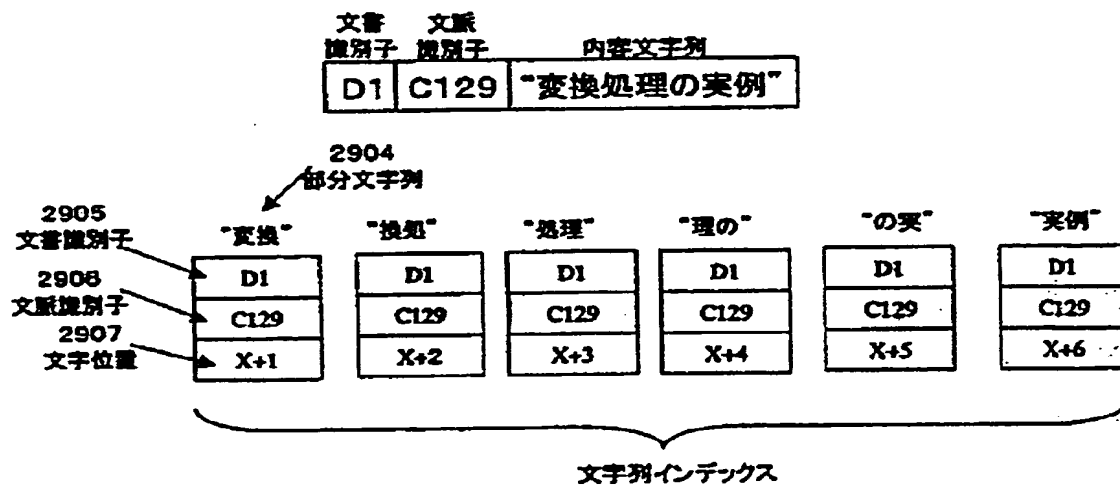 文書
識別子
文脈
識別子
内容文字列
D1 C129 "変換処理の実例"
2904
部分文字列
2905
文書識別子
2906
文脈識別子
2907
文字位置
"変換" "換処" "処理" "理の" "の実" "実例"
D1 D1 D1 D1 D1 D1
C129 C129 C129 C129 C129 C129
X+1 X+2 X+3 X+4 X+5 X+6
文字列インデックス